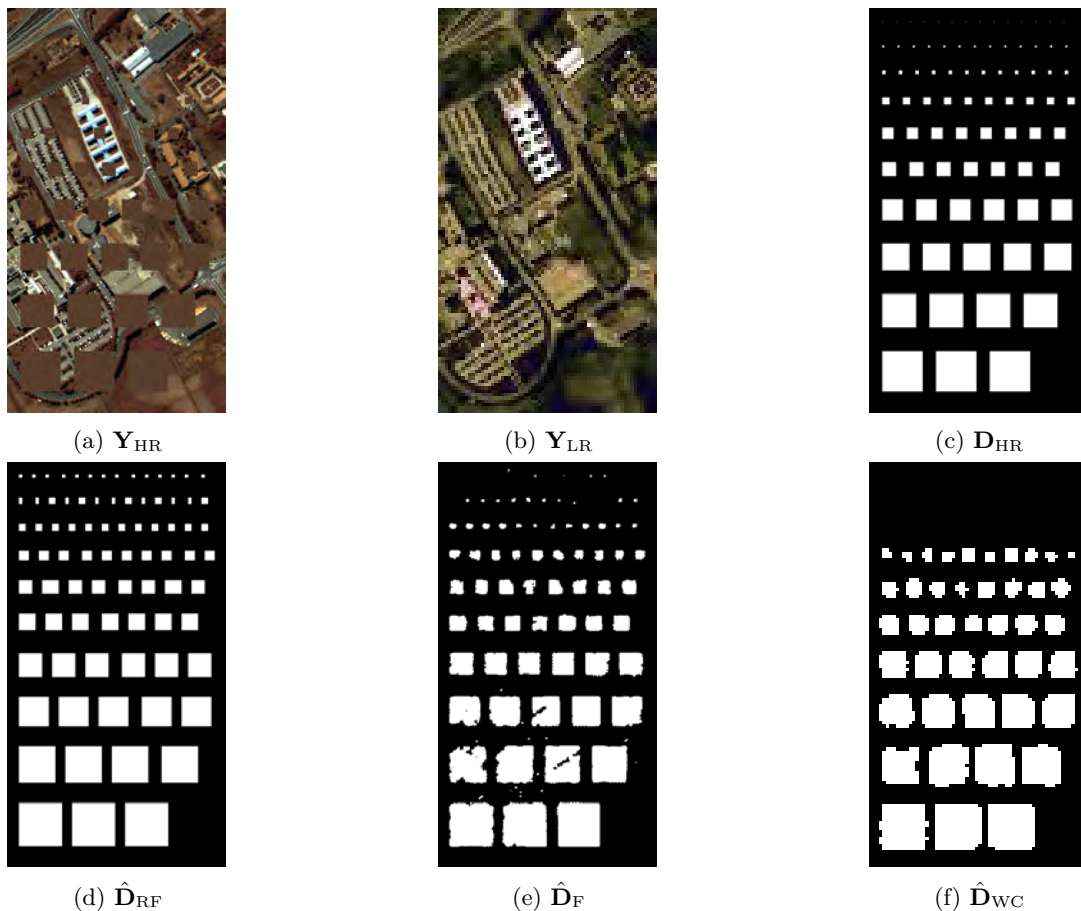 (a) Y_HR
(b) Y_LR
(c) D_HR
(d) D̂_RF
(e) D̂_F
(f) D̂_WC